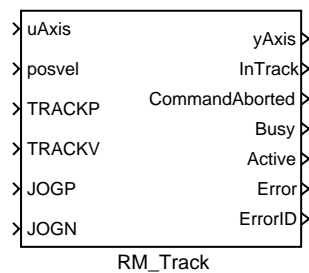 uAxis
posvel
TRACKP
TRACKV
JOGP
JOGN
yAxis
InTrack
CommandAborted
Busy
Active
Error
ErrorID
RM_Track